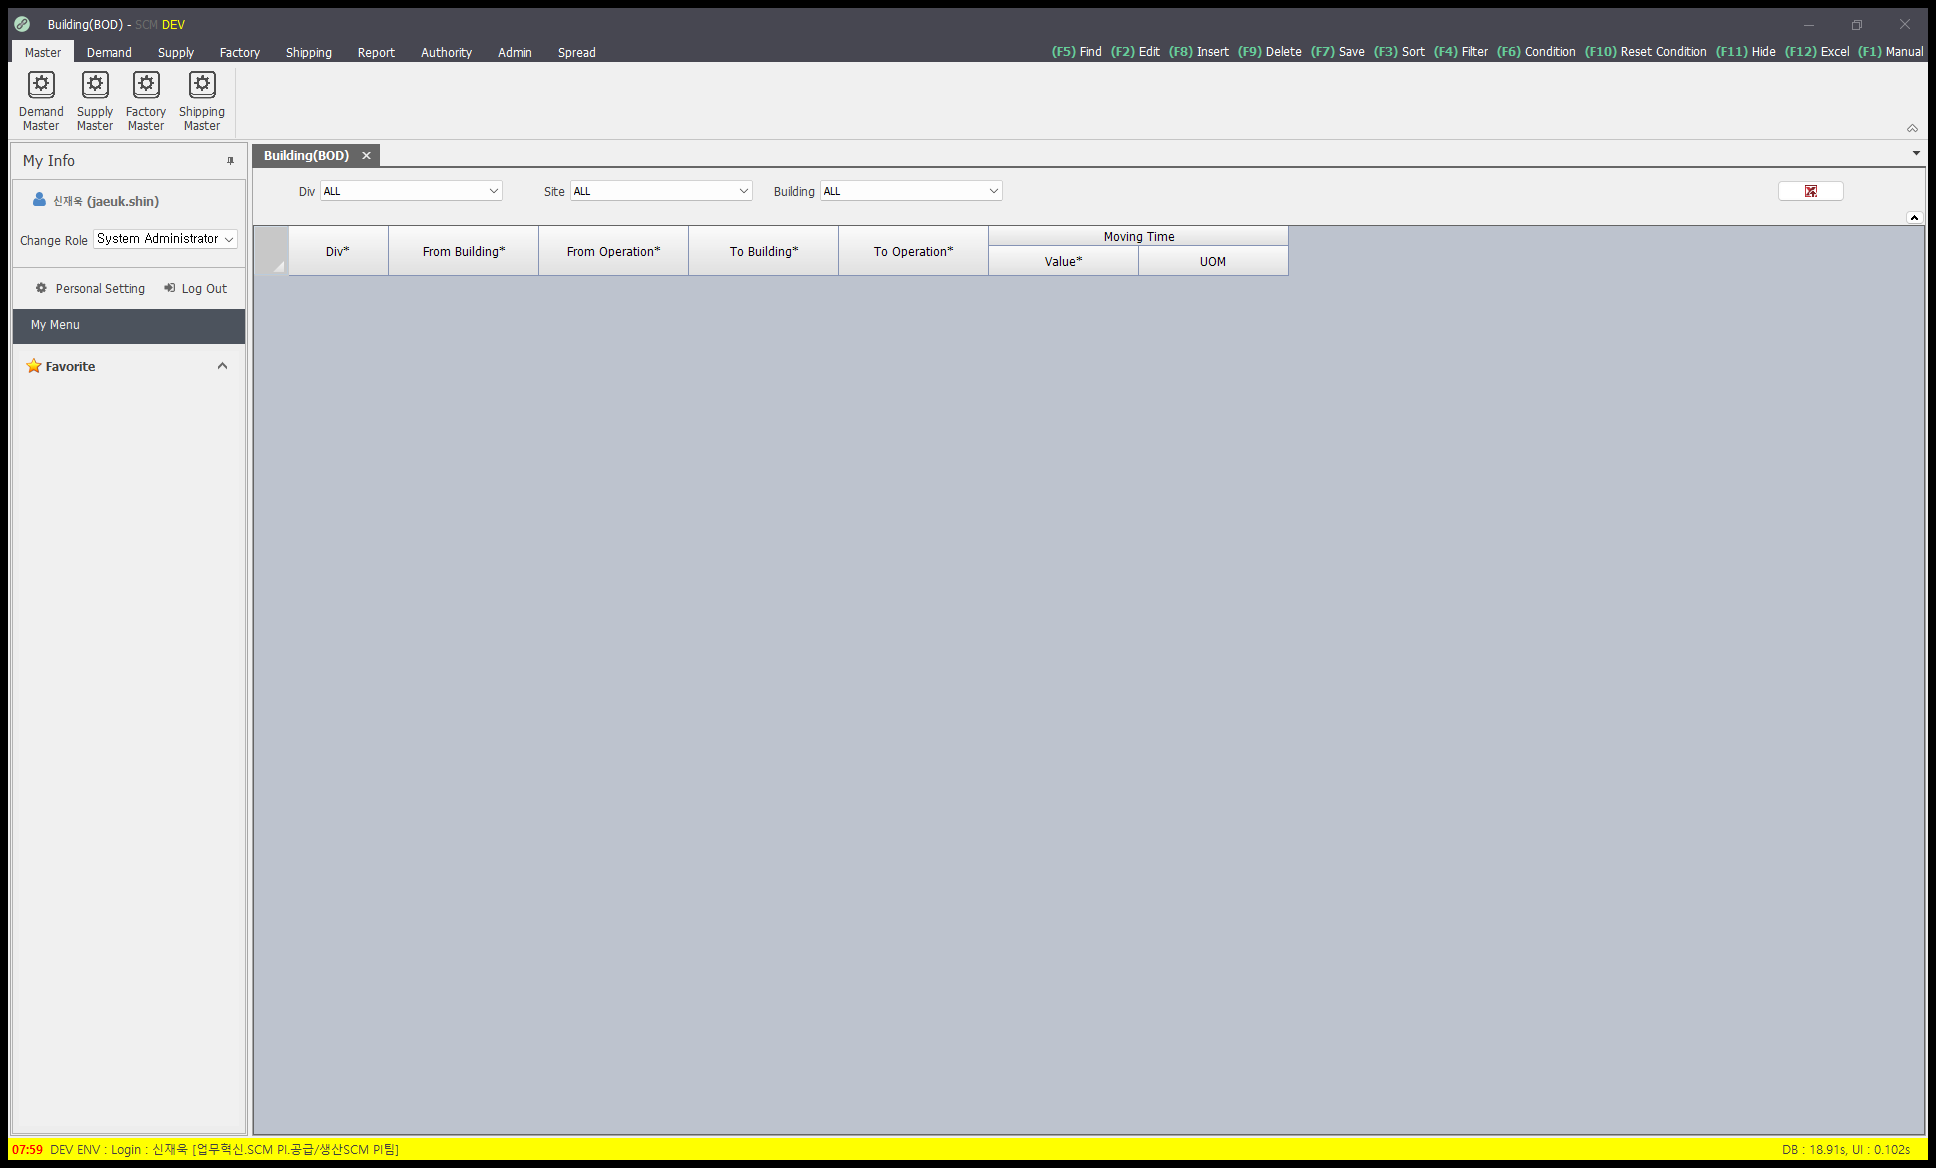 Building(BOD) - SCM DEV
Master Demand Supply Factory Shipping Report Authority Admin Spread (F5) Find (F2) Edit (F8) Insert (F9) Delete (F7) Save (F3) Sort (F4) Filter (F6) Condition (F10) Reset Condition (F11) Hide (F12) Excel (F1) Manual
Demand Master
Supply Master
Factory Master
Shipping Master
My Info
신재욱 (jaeuk.shin)
Change Role System Administrator
Personal Setting Log Out
My Menu
Favorite
Building(BOD)
Div ALL Site ALL Building ALL
Div* From Building* From Operation* To Building* To Operation* Moving Time
Value* UOM
07:59 DEV ENV : Login : 신재욱 [업무혁신.SCM PI.공급/생산SCM PI팀] DB : 18.91s, UI : 0.102s